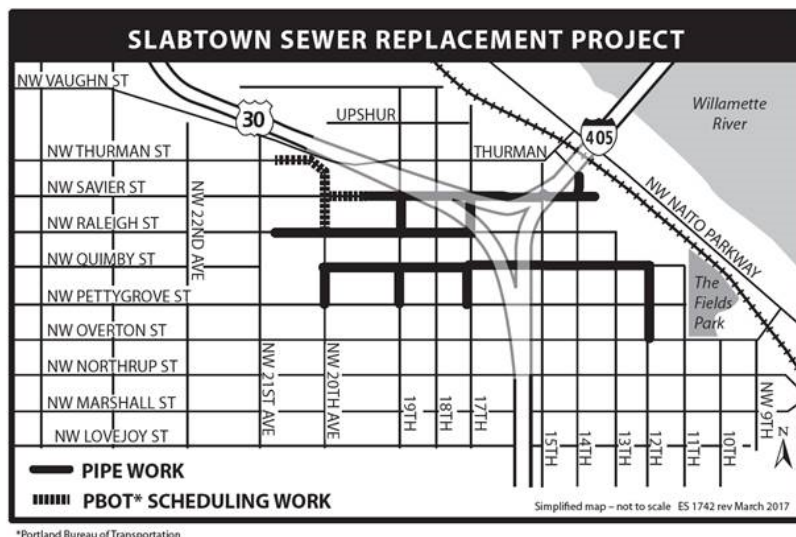 SLABTOWN SEWER REPLACEMENT PROJECT
NW VAUGHN ST
30
UPSHUR
405
Willamette
River
NW THURMAN ST
THURMAN
NW SAVIER ST
NW RALEIGH ST
NW 22ND AVE
NW NAITO PARKWAY
NW QUIMBY ST
NW PETTYGROVE ST
The
Fields
Park
NW OVERTON ST
NW NORTHRUP ST
NW MARSHALL ST
NW LOVEJOY ST
NW 21ST AVE
NW 20TH AVE
19TH
18TH
17TH
15TH
14TH
13TH
12TH
11TH
10TH
NW 9TH
N
PIPE WORK
PBOT* SCHEDULING WORK
Simplified map – not to scale ES 1742 rev March 2017
*Portland Bureau of Transportation